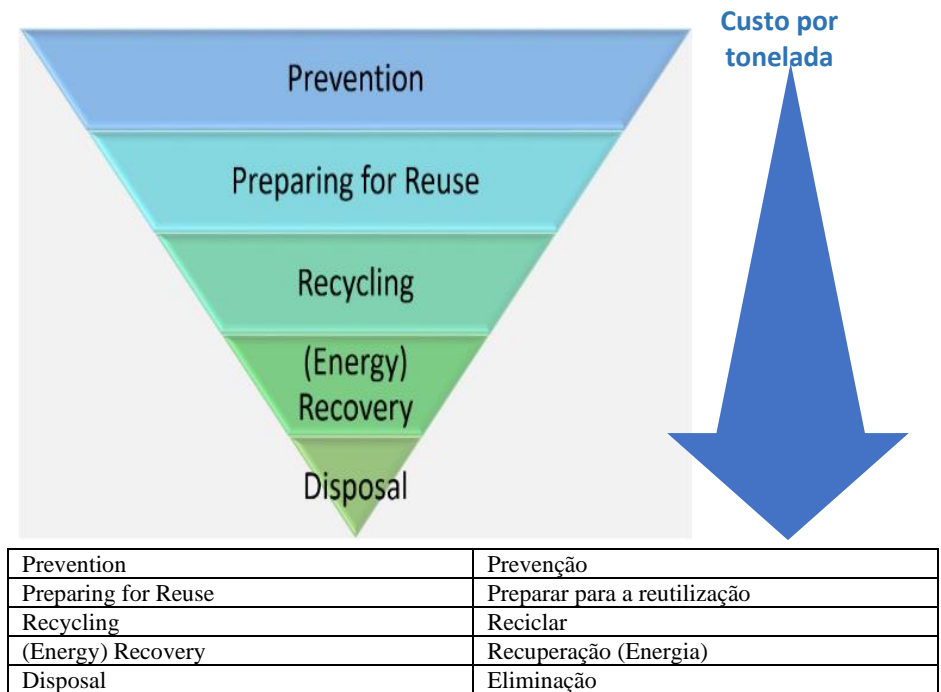 Custo por
tonelada
Prevention
Preparing for Reuse
Recycling
(Energy)
Recovery
Disposal
Prevention Prevenção
Preparing for Reuse Preparar para a reutilização
Recycling Reciclar
(Energy) Recovery Recuperação (Energia)
Disposal Eliminação